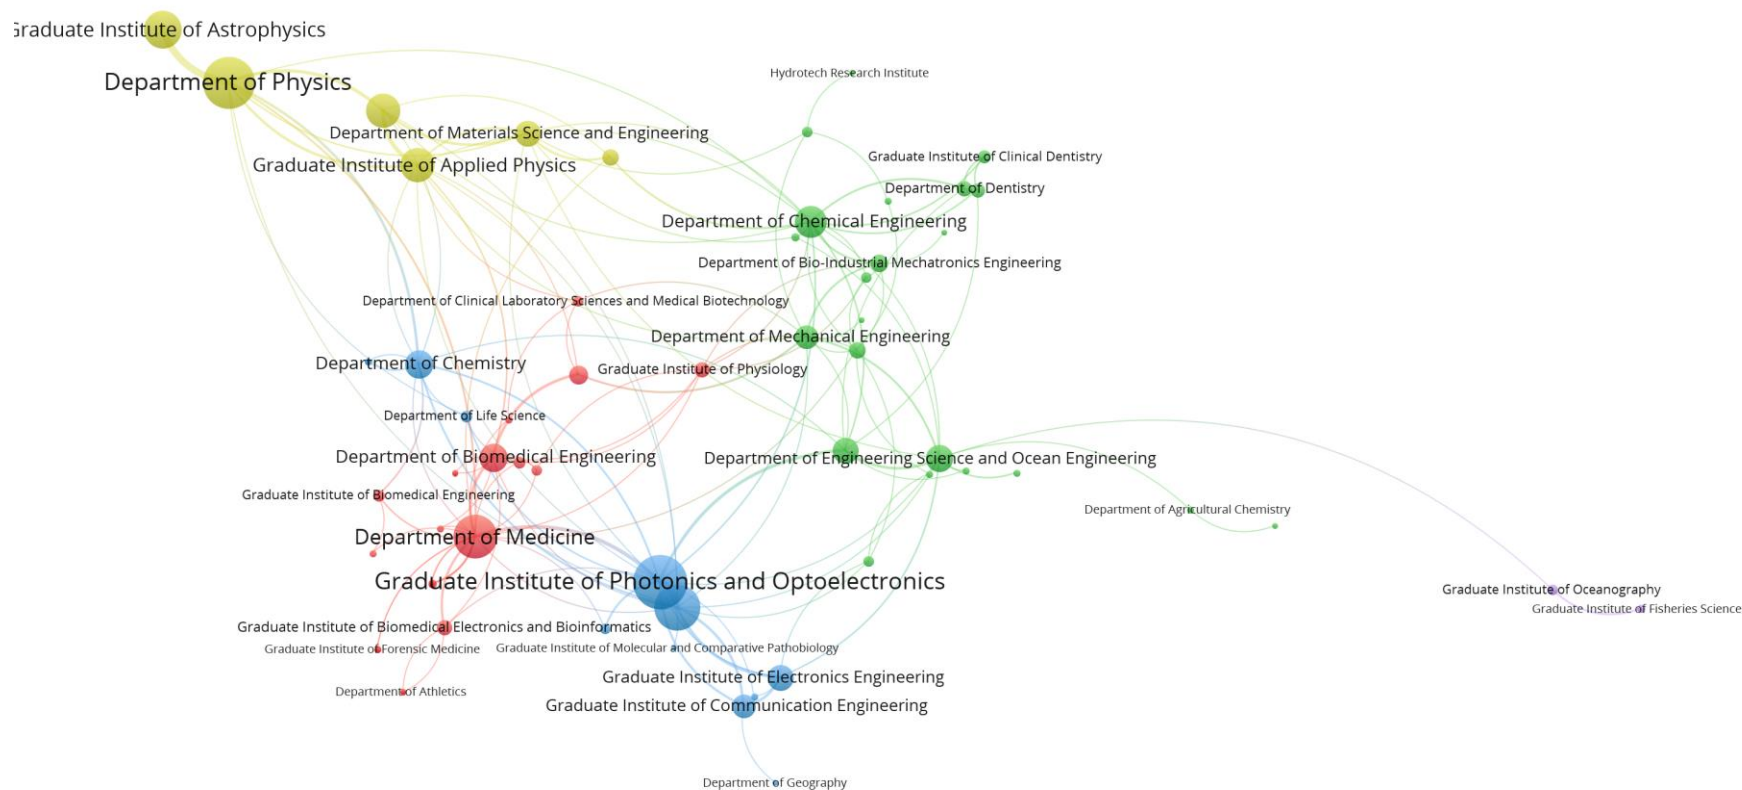 Graduate Institute of Astrophysics
Department of Physics
Hydrotech Research Institute
Department of Materials Science and Engineering
Graduate Institute of Clinical Dentistry
Graduate Institute of Applied Physics
Department of Dentistry
Department of Chemical Engineering
Department of Bio-Industrial Mechatronics Engineering
Department of Clinical Laboratory Sciences and Medical Biotechnology
Department of Mechanical Engineering
Department of Chemistry
Graduate Institute of Physiology
Department of Life Science
Department of Biomedical Engineering
Department of Engineering Science and Ocean Engineering
Graduate Institute of Biomedical Engineering
Department of Agricultural Chemistry
Department of Medicine
Graduate Institute of Photonics and Optoelectronics
Graduate Institute of Oceanography
Graduate Institute of Fisheries Science
Graduate Institute of Biomedical Electronics and Bioinformatics
Graduate Institute of Forensic Medicine
Graduate Institute of Molecular and Comparative Pathobiology
Graduate Institute of Electronics Engineering
Department of Athletics
Graduate Institute of Communication Engineering
Department of Geography